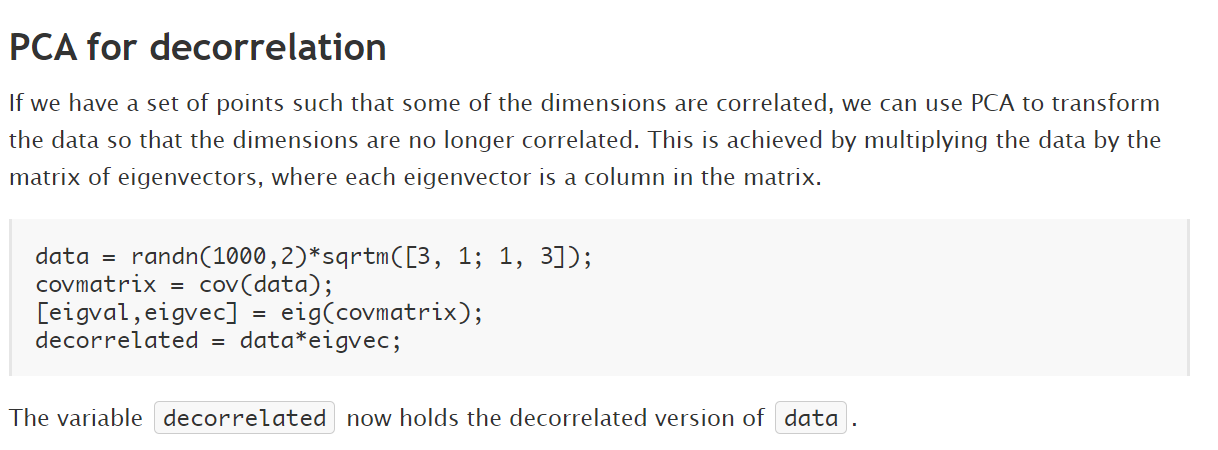 PCA for decorrelation
If we have a set of points such that some of the dimensions are correlated, we can use PCA to transform
the data so that the dimensions are no longer correlated. This is achieved by multiplying the data by the
matrix of eigenvectors, where each eigenvector is a column in the matrix.
data = randn(1000,2)*sqrtm([3, 1; 1, 3]);
covmatrix = cov(data);
[eigval,eigvec] = eig(covmatrix);
decorrelated = data*eigvec;
The variable decorrelated now holds the decorrelated version of data.